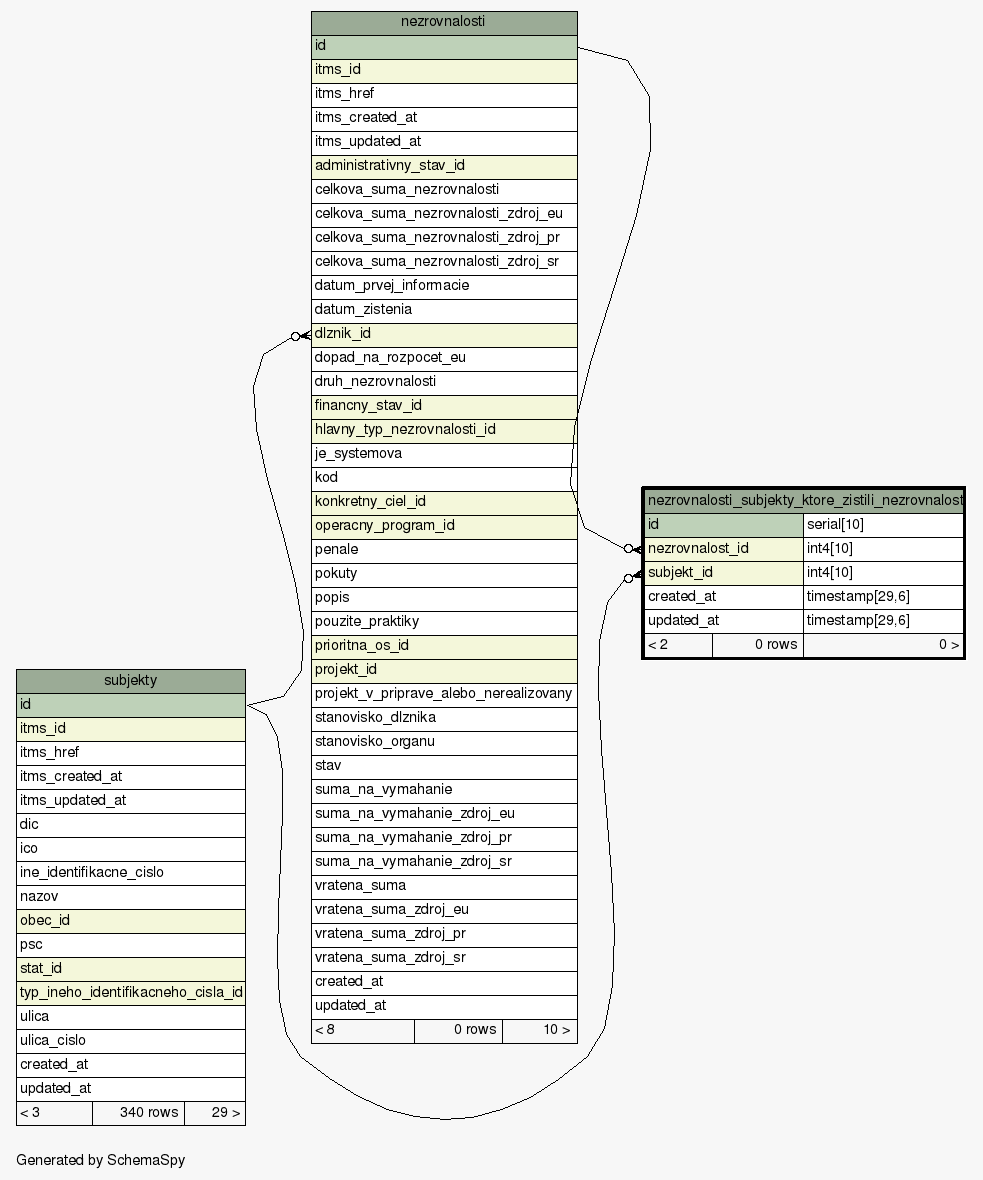 nezrovnalosti
id
itms_id
itms_href
itms_created_at
itms_updated_at
administrativny_stav_id
celkova_suma_nezrovnalosti
celkova_suma_nezrovnalosti_zdroj_eu
celkova_suma_nezrovnalosti_zdroj_pr
celkova_suma_nezrovnalosti_zdroj_sr
datum_prvej_informacie
datum_zistenia
dlznik_id
dopad_na_rozpocet_eu
druh_nezrovnalosti
financny_stav_id
hlavny_typ_nezrovnalosti_id
je_systemova
kod
konkretny_ciel_id
operacny_program_id
penale
pokuty
popis
pouzite_praktiky
prioritna_os_id
projekt_id
projekt_v_priprave_alebo_nerealizovany
stanovisko_dlznika
stanovisko_organu
stav
suma_na_vymahanie
suma_na_vymahanie_zdroj_eu
suma_na_vymahanie_zdroj_pr
suma_na_vymahanie_zdroj_sr
vratena_suma
vratena_suma_zdroj_eu
vratena_suma_zdroj_pr
vratena_suma_zdroj_sr
created_at
updated_at
< 8 0 rows 10 >
nezrovnalosti_subjekty_ktore_zistili_nezrovnalost
id serial[10]
nezrovnalost_id int4[10]
subjekt_id int4[10]
created_at timestamp[29,6]
updated_at timestamp[29,6]
< 2 0 rows 0 >
subjekty
id
itms_id
itms_href
itms_created_at
itms_updated_at
dic
ico
ine_identifikacne_cislo
nazov
obec_id
psc
stat_id
typ_ineho_identifikacneho_cisla_id
ulica
ulica_cislo
created_at
updated_at
< 3 340 rows 29 >
Generated by SchemaSpy